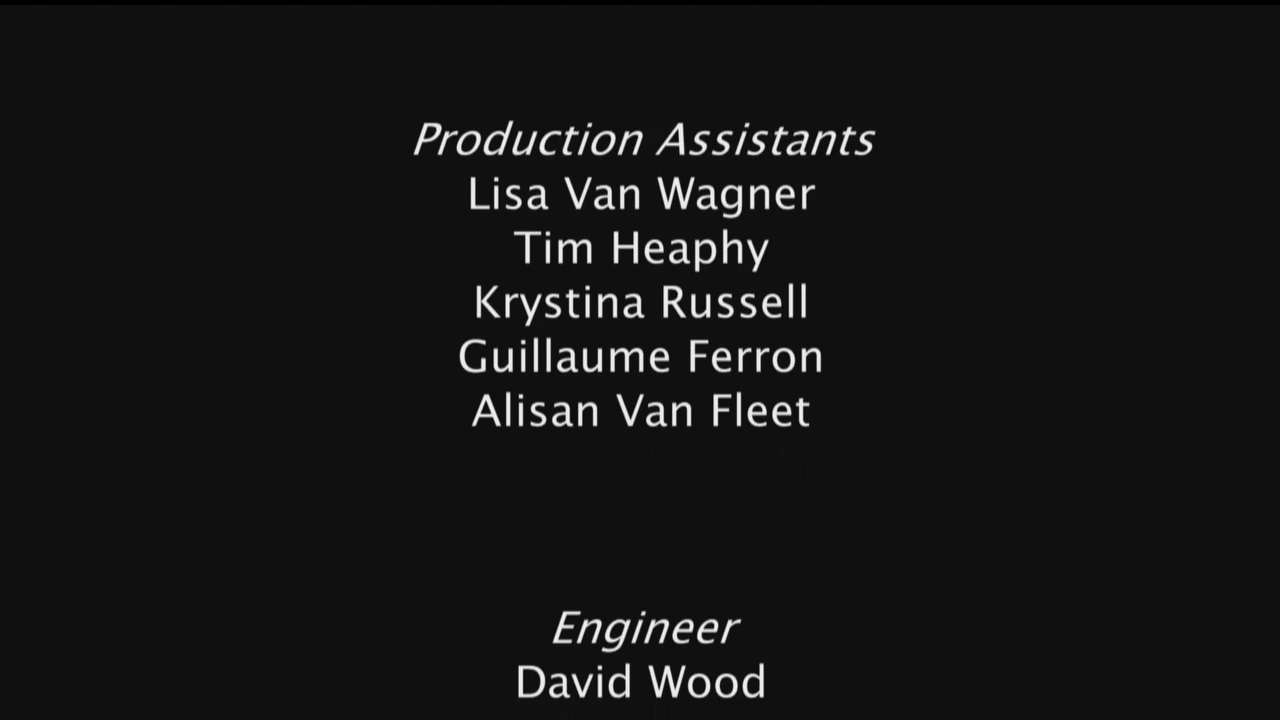 Production Assistants
Lisa Van Wagner
Tim Heaphy
Krystina Russell
Guillaume Ferron
Alisan Van Fleet
Engineer
David Wood